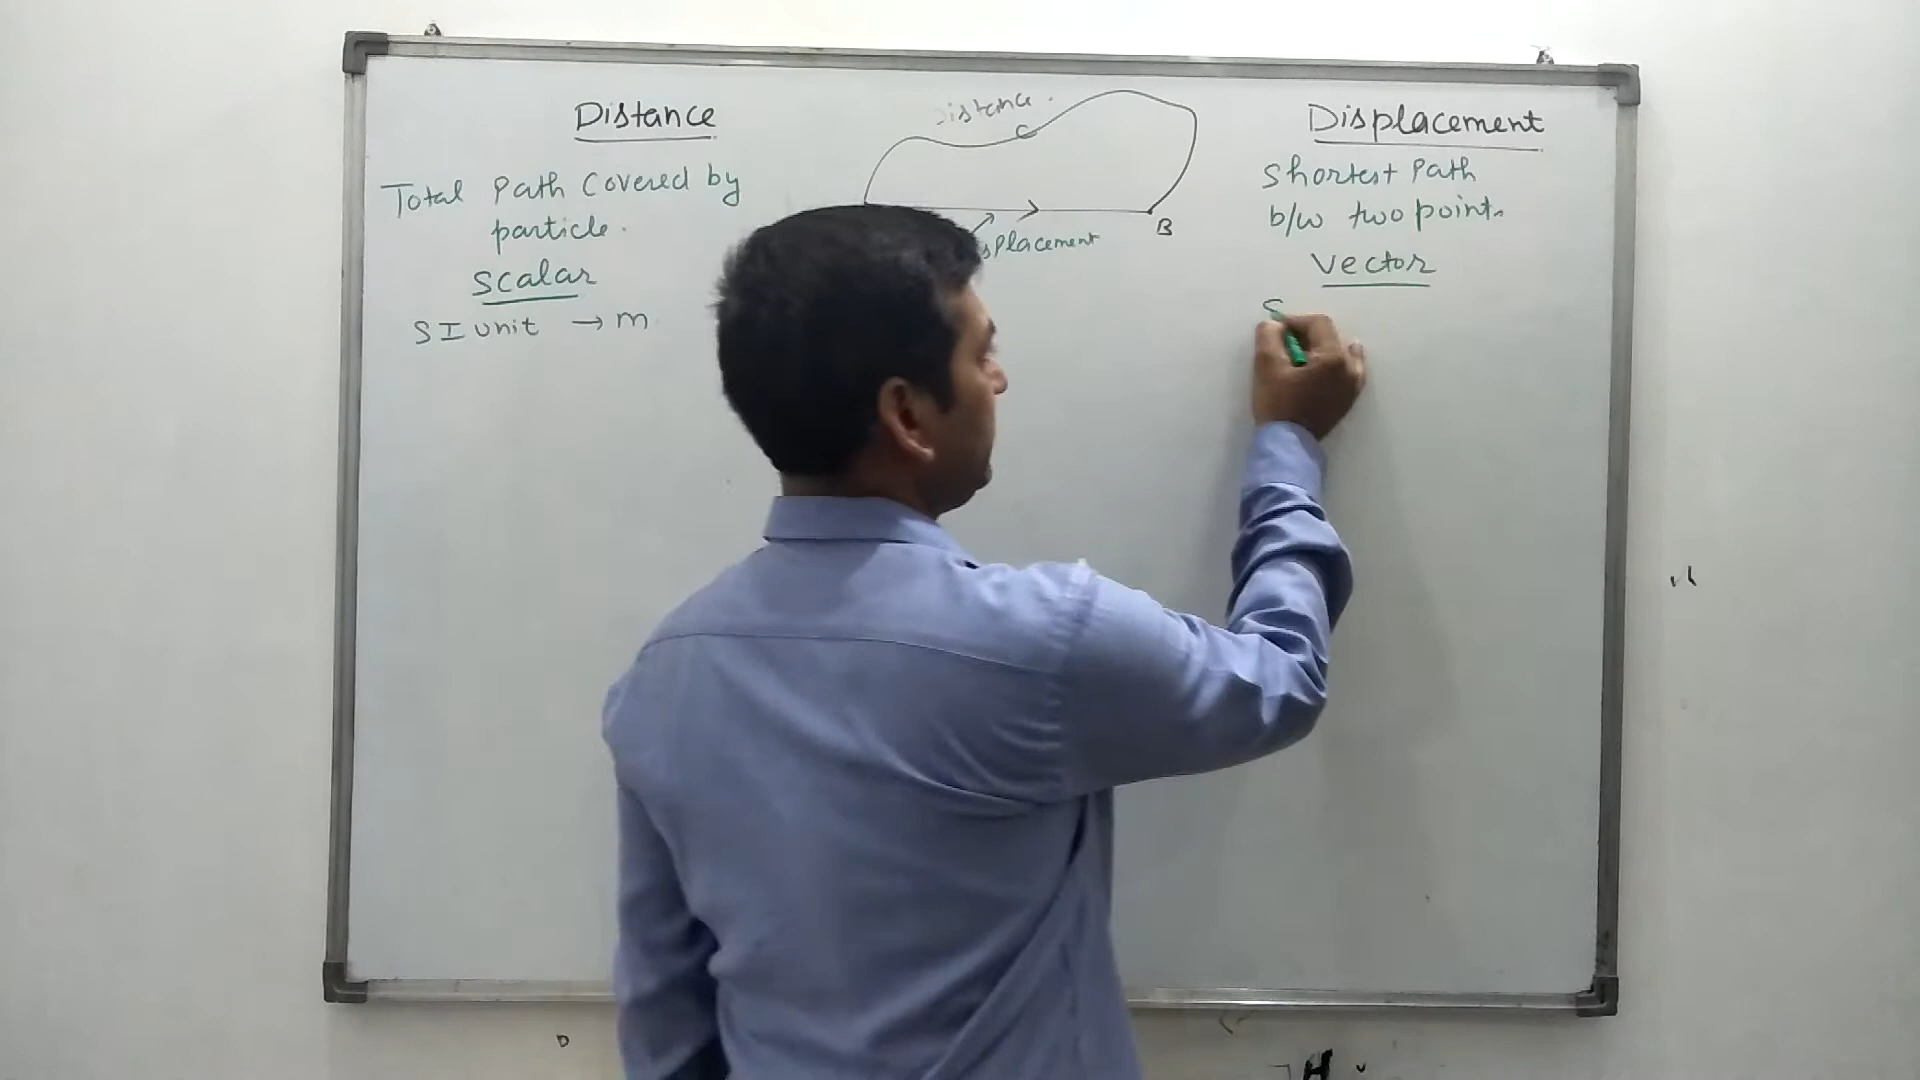 Distance
Total Path Covered by
particle.
Scalar
SI unit → m
C
B
Displacement
Shortest Path
b/w two points
Vector
S
H